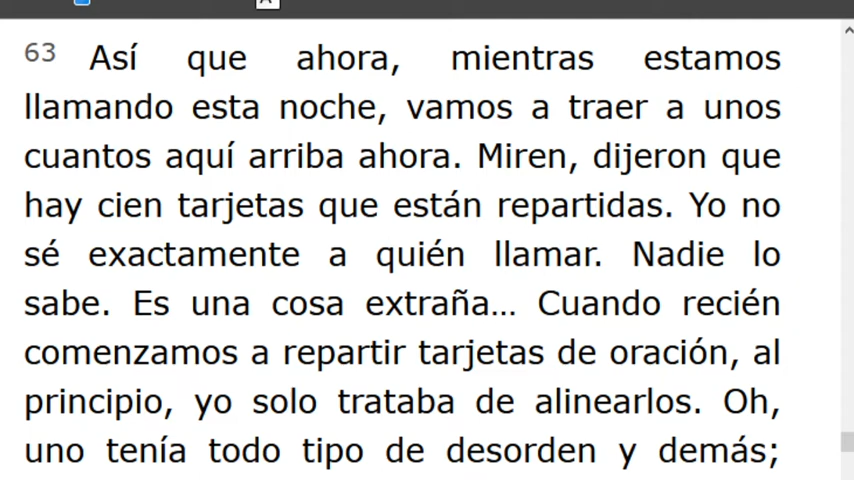 63 Así que ahora, mientras estamos
llamando esta noche, vamos a traer a unos
cuantos aquí arriba ahora. Miren, dijeron que
hay cien tarjetas que están repartidas. Yo no
sé exactamente a quién llamar. Nadie lo
sabe. Es una cosa extraña... Cuando recién
comenzamos a repartir tarjetas de oración, al
principio, yo solo trataba de alinearlos. Oh,
uno tenía todo tipo de desorden y demás;